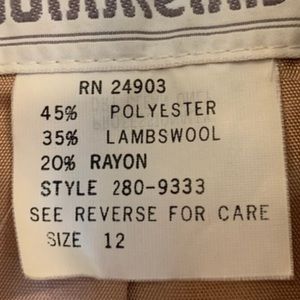 RN 24903
45% POLYESTER
35% LAMBSWOOL
20% RAYON
STYLE 280-9333
SEE REVERSE FOR CARE
SIZE 12